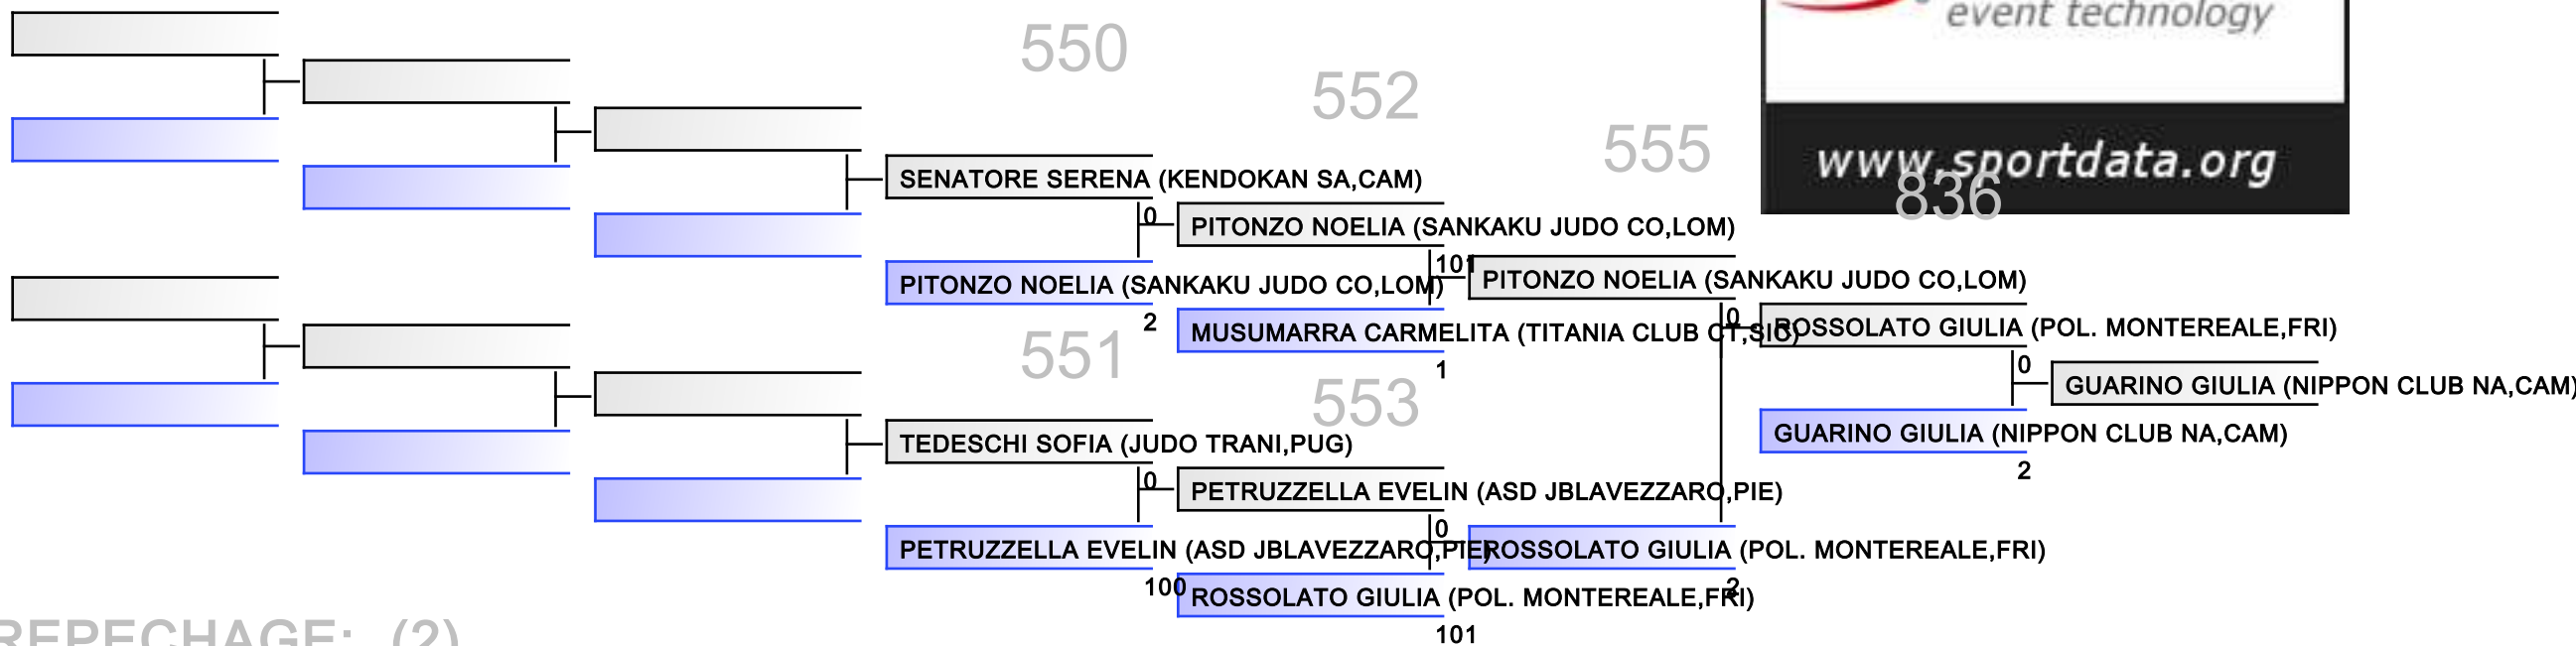 event technology
550
552
555
www.sportdata.org
836
SENATORE SERENA (KENDOKAN SA,CAM)
0
PITONZO NOELIA (SANKAKU JUDO CO,LOM)
101
PITONZO NOELIA (SANKAKU JUDO CO,LOM)
PITONZO NOELIA (SANKAKU JUDO CO,LOM)
2
0
MUSUMARRA CARMELITA (TITANIA CLUB CT,SIC)
ROSSOLATO GIULIA (POL. MONTEREALE,FRI)
551
1
0
GUARINO GIULIA (NIPPON CLUB NA,CAM)
553
TEDESCHI SOFIA (JUDO TRANI,PUG)
GUARINO GIULIA (NIPPON CLUB NA,CAM)
2
0
PETRUZZELLA EVELIN (ASD JBLAVEZZARO,PIE)
0
PETRUZZELLA EVELIN (ASD JBLAVEZZARO,PIE)
ROSSOLATO GIULIA (POL. MONTEREALE,FRI)
100
2
ROSSOLATO GIULIA (POL. MONTEREALE,FRI)
101
REPECHAGE: (2)